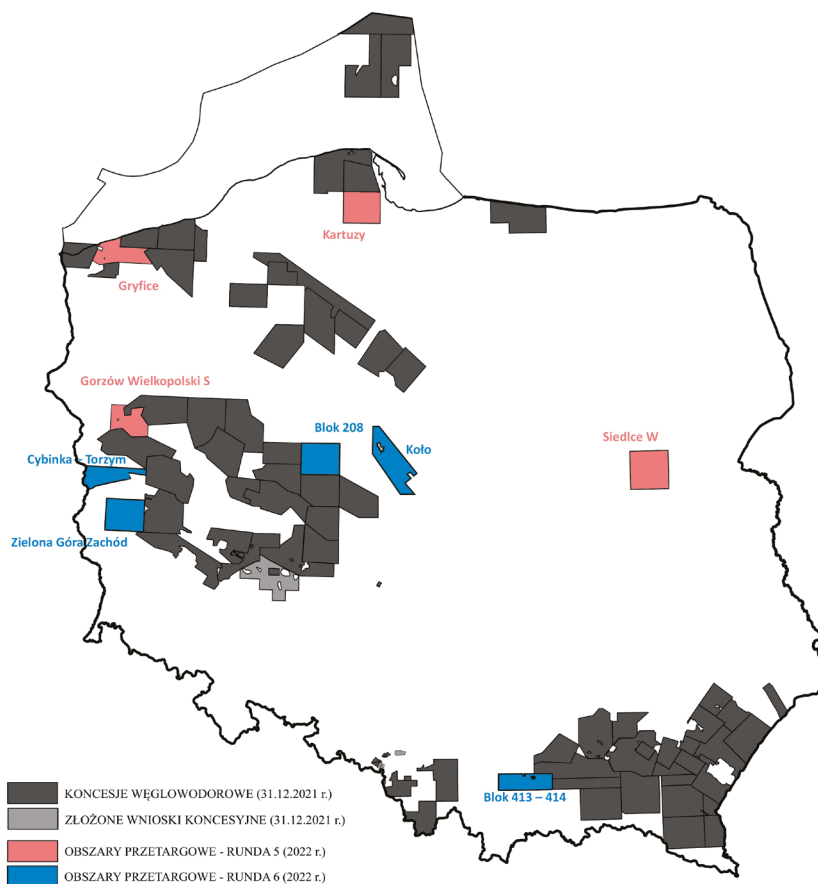 Kartuzy
Gryfice
Gorzów Wielkopolski S
Blok 208
Koło
Siedlce W
Cybinka – Torzym
Zielona Góra Zachód
Blok 413 – 414
KONCESJE WĘGLOWODOROWE (31.12.2021 r.)
ZŁOŻONE WNIOSKI KONCESYJNE (31.12.2021 r.)
OBSZARY PRZETARGOWE - RUNDA 5 (2022 r.)
OBSZARY PRZETARGOWE - RUNDA 6 (2022 r.)